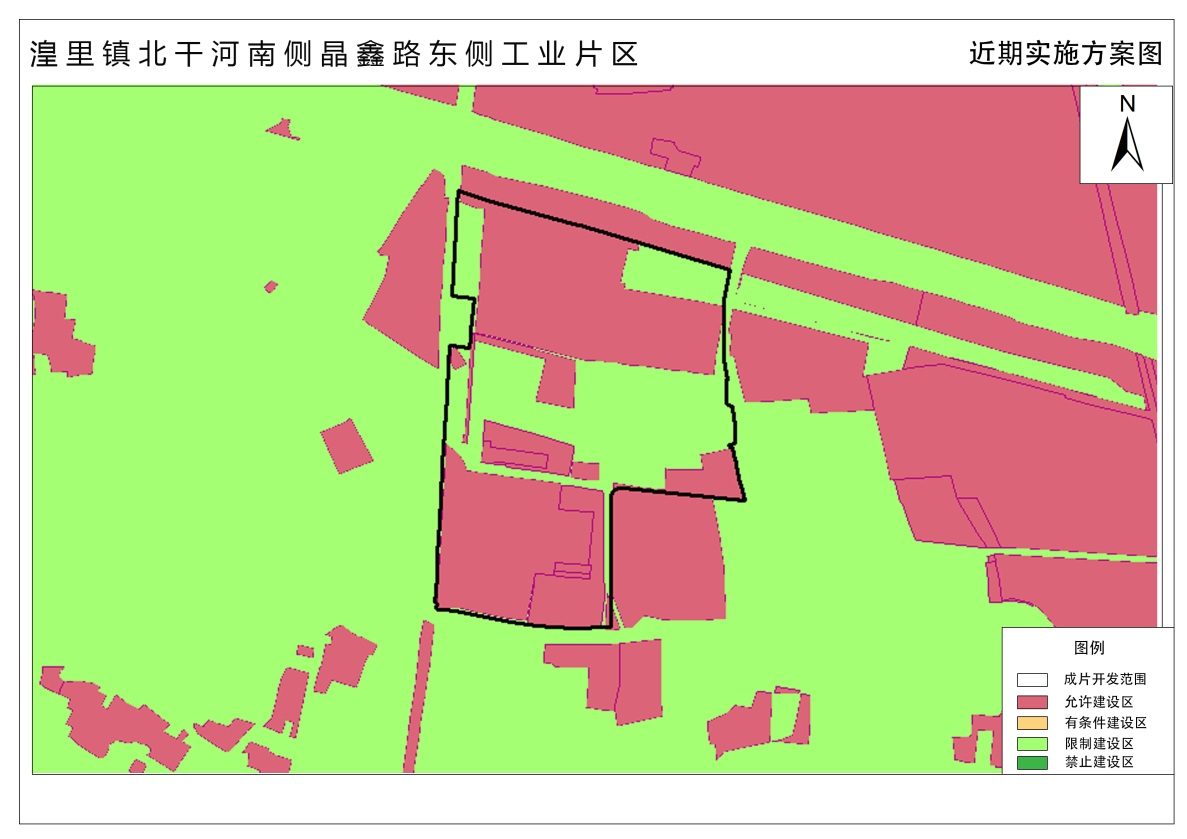 湟里镇北干河南侧晶鑫路东侧工业片区
近期实施方案图
N
图例
成片开发范围
允许建设区
有条件建设区
限制建设区
禁止建设区